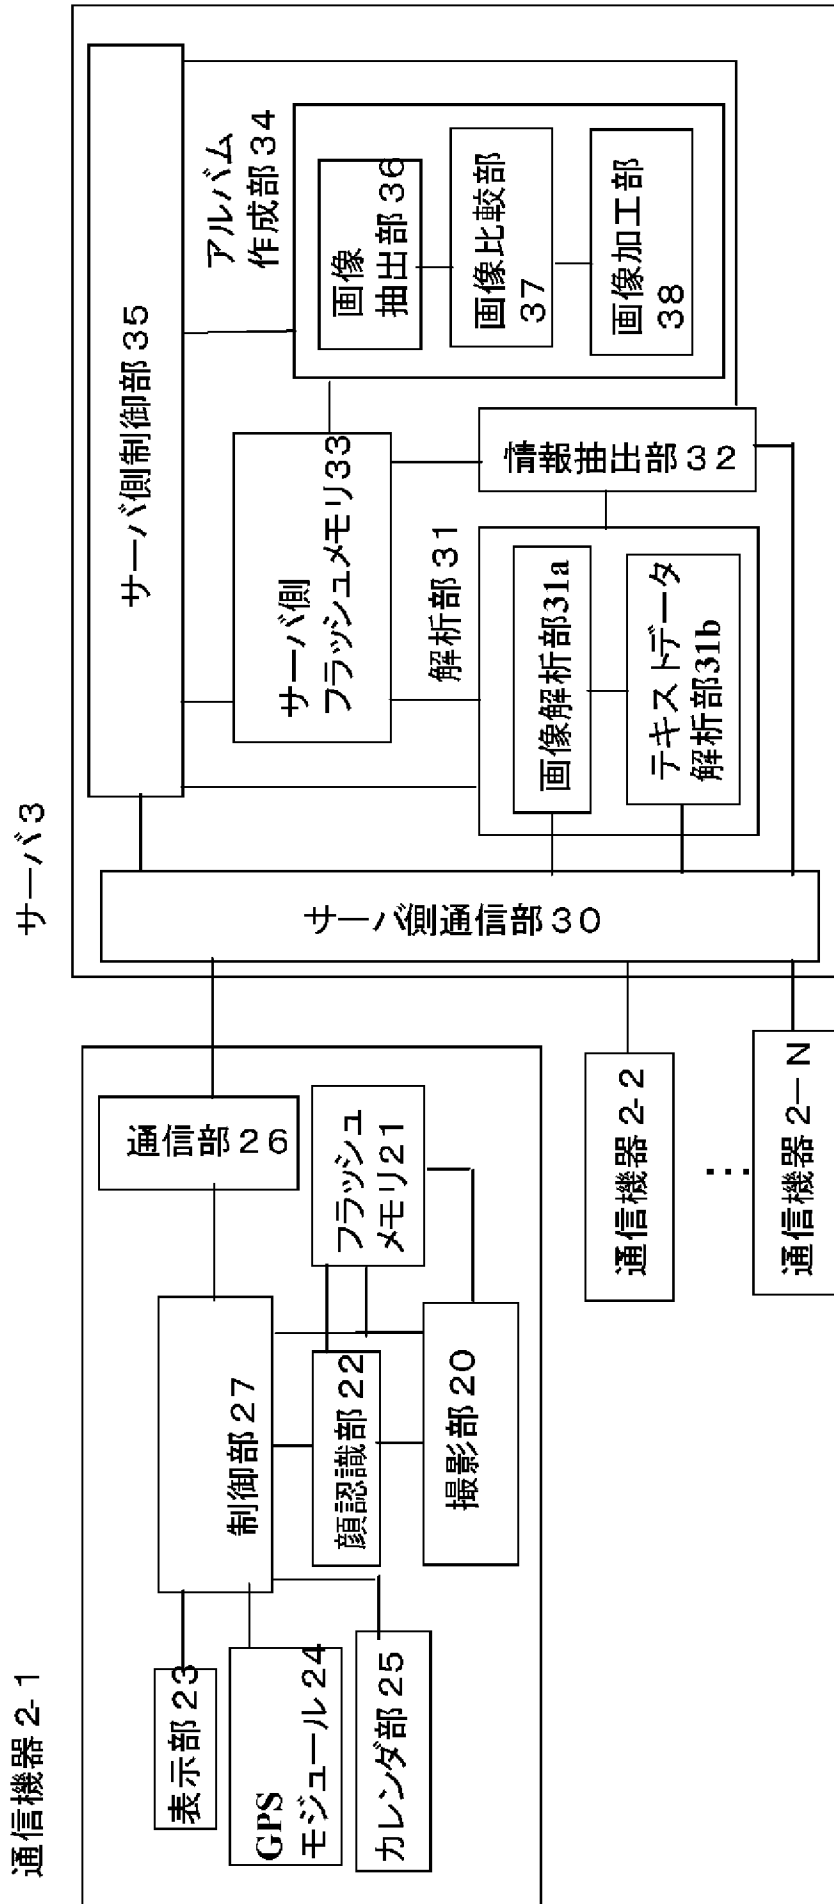 通信機器2-1
表示部23
GPS
モジュール24
カレンダ部25
制御部27
顔認識部22
撮影部20
通信部26
フラッシュ
メモリ21
通信機器2-2
…
通信機器2－N
サーバ3
サーバ側通信部30
サーバ側制御部35
サーバ側
フラッシュメモリ33
解析部31
画像解析部31a
テキストデータ
解析部31b
情報抽出部32
アルバム
作成部34
画像
抽出部36
画像比較部
37
画像加工部
38